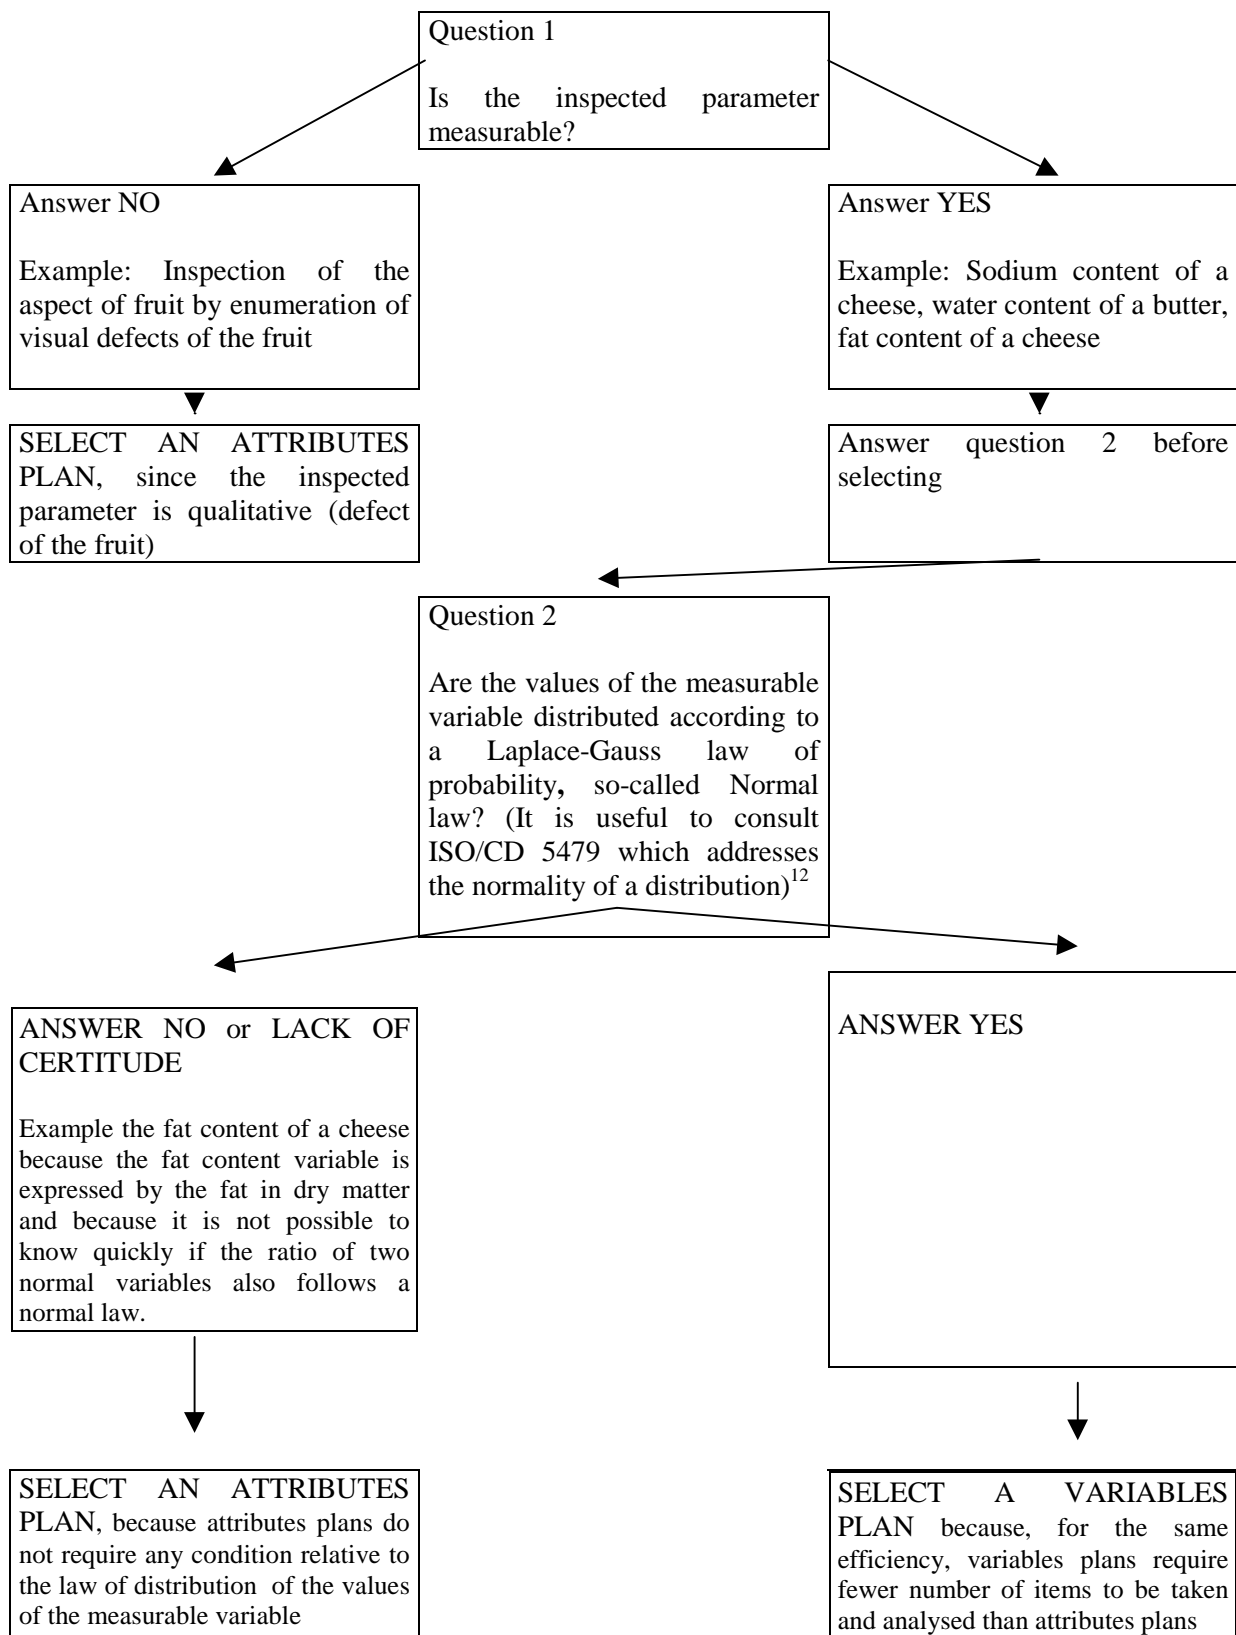 Question 1
Is the inspected parameter
measurable?
Answer NO
Example: Inspection of the
aspect of fruit by enumeration of
visual defects of the fruit
Answer YES
Example: Sodium content of a
cheese, water content of a butter,
fat content of a cheese
SELECT AN ATTRIBUTES
PLAN, since the inspected
parameter is qualitative (defect
of the fruit)
Answer question 2 before
selecting
Question 2
Are the values of the measurable
variable distributed according to
a Laplace-Gauss law of
probability, so-called Normal
law? (It is useful to consult
ISO/CD 5479 which addresses
the normality of a distribution)12
ANSWER NO or LACK OF
CERTITUDE
Example the fat content of a cheese
because the fat content variable is
expressed by the fat in dry matter
and because it is not possible to
know quickly if the ratio of two
normal variables also follows a
normal law.
ANSWER YES
SELECT AN ATTRIBUTES
PLAN, because attributes plans do
not require any condition relative to
the law of distribution of the values
of the measurable variable
SELECT A VARIABLES
PLAN because, for the same
efficiency, variables plans require
fewer number of items to be taken
and analysed than attributes plans